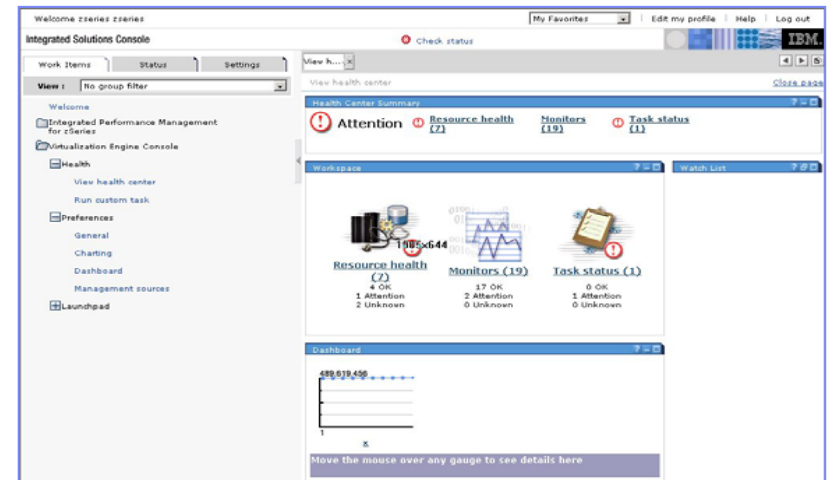 Welcome zseries zseries
My Favorites
Edit my profile
Help
Log out
Integrated Solutions Console
Check status
IBM.
Work Items
Status
Settings
View h...
View :
No group filter
View health center
Close page
Welcome
Integrated Performance Management
for zSeries
Virtualization Engine Console
Health
View health center
Run custom task
Preferences
General
Charting
Dashboard
Management sources
Launchpad
Health Center Summary
Attention
Resource health
(7)
Monitors
(19)
Task status
(1)
Workspace
Watch List
1985x644
Resource health
(7)
4 OK
1 Attention
2 Unknown
Monitors (19)
17 OK
2 Attention
0 Unknown
Task status (1)
0 OK
1 Attention
0 Unknown
Dashboard
489,619,456
1
x
Move the mouse over any gauge to see details here